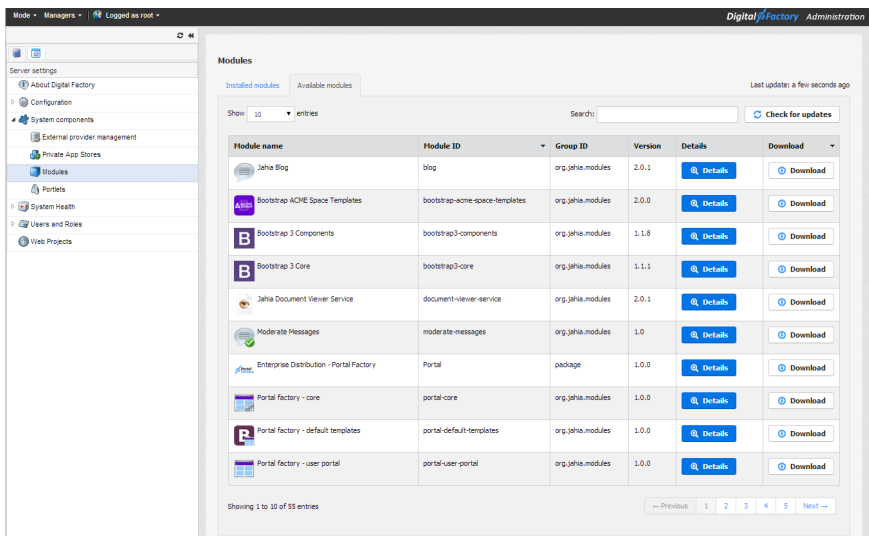 Mode Managers Logged as root
Digital Factory Administration
Server settings
About Digital Factory
Configuration
System components
External provider management
Private App Stores
Modules
Portlets
System Health
Users and Roles
Web Projects
Modules
Installed modules Available modules Last update: a few seconds ago
Show 10 entries Search: Check for updates
Module name Module ID Group ID Version Details Download
Jahia Blog blog org.jahia.modules 2.0.1 Details Download
Bootstrap ACME Space Templates bootstrap-acme-space-templates org.jahia.modules 2.0.0 Details Download
B Bootstrap 3 Components bootstrap3-components org.jahia.modules 1.1.8 Details Download
B Bootstrap 3 Core bootstrap3-core org.jahia.modules 1.1.1 Details Download
Jahia Document Viewer Service document-viewer-service org.jahia.modules 2.0.1 Details Download
Moderate Messages moderate-messages org.jahia.modules 1.0 Details Download
Enterprise Distribution - Portal Factory Portal package 1.0.0 Details Download
Portal factory - core portal-core org.jahia.modules 1.0.0 Details Download
B Portal factory - default templates portal-default-templates org.jahia.modules 1.0.0 Details Download
Portal factory - user portal portal-user-portal org.jahia.modules 1.0.0 Details Download
Showing 1 to 10 of 55 entries
← Previous 1 2 3 4 5 Next →